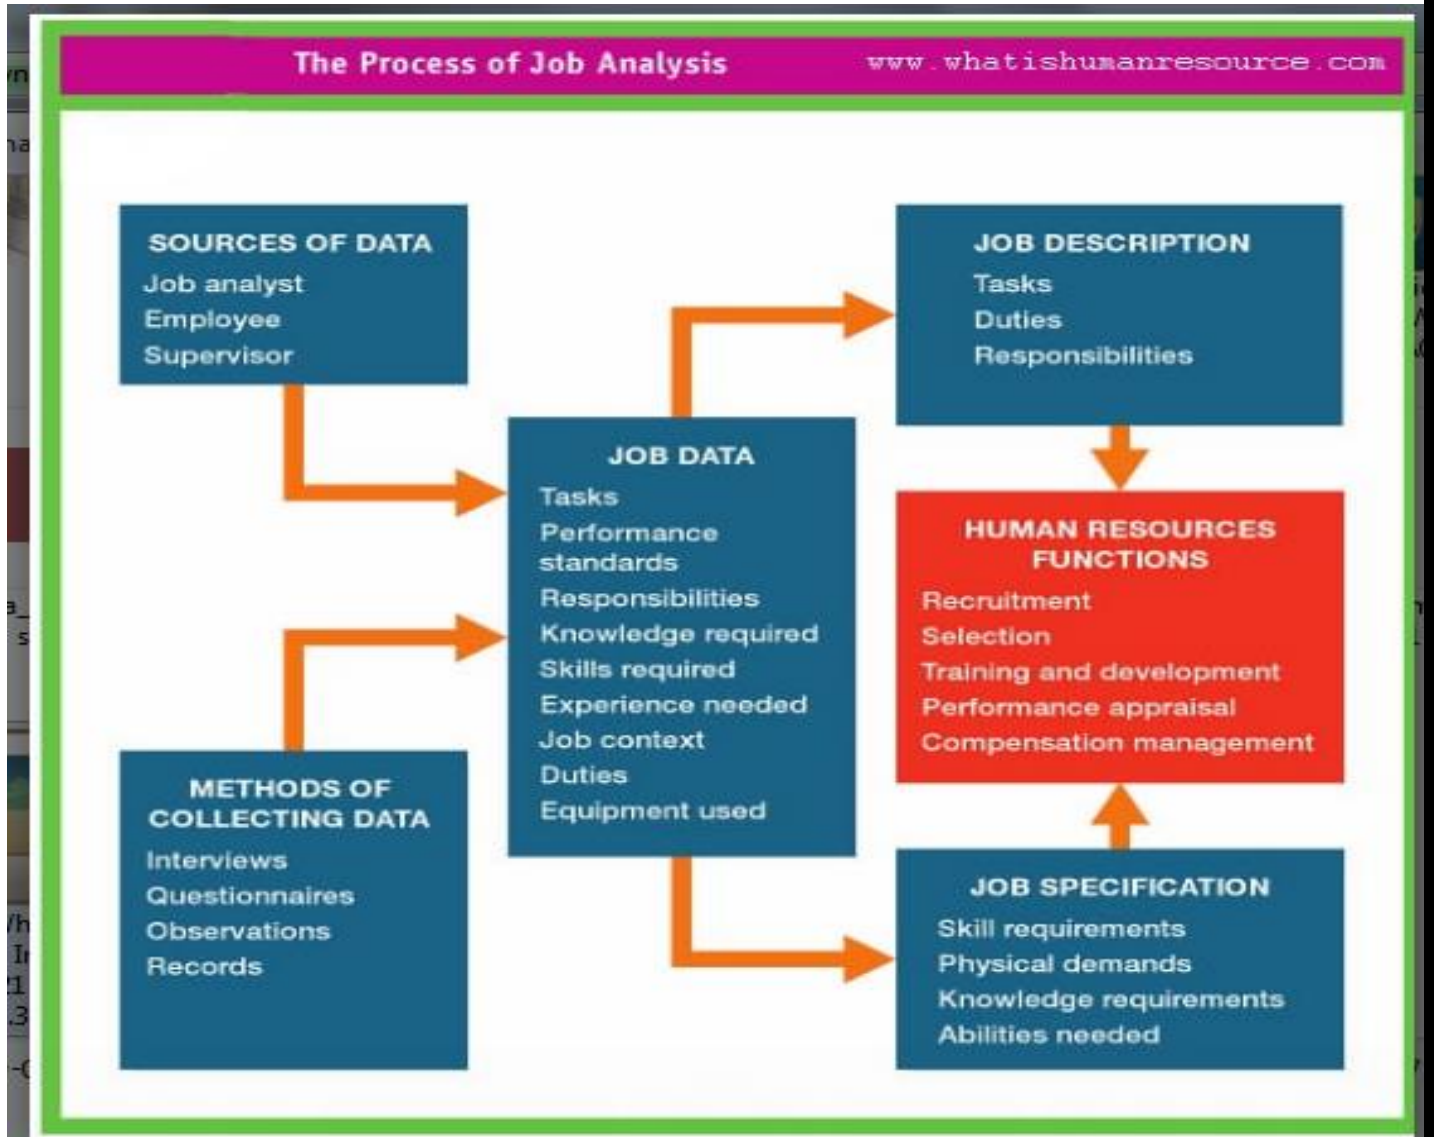 The Process of Job Analysis
www.whatishumanresource.com
SOURCES OF DATA
Job analyst
Employee
Supervisor
METHODS OF
COLLECTING DATA
Interviews
Questionnaires
Observations
Records
JOB DATA
Tasks
Performance
standards
Responsibilities
Knowledge required
Skills required
Experience needed
Job context
Duties
Equipment used
JOB DESCRIPTION
Tasks
Duties
Responsibilities
HUMAN RESOURCES
FUNCTIONS
Recruitment
Selection
Training and development
Performance appraisal
Compensation management
JOB SPECIFICATION
Skill requirements
Physical demands
Knowledge requirements
Abilities needed